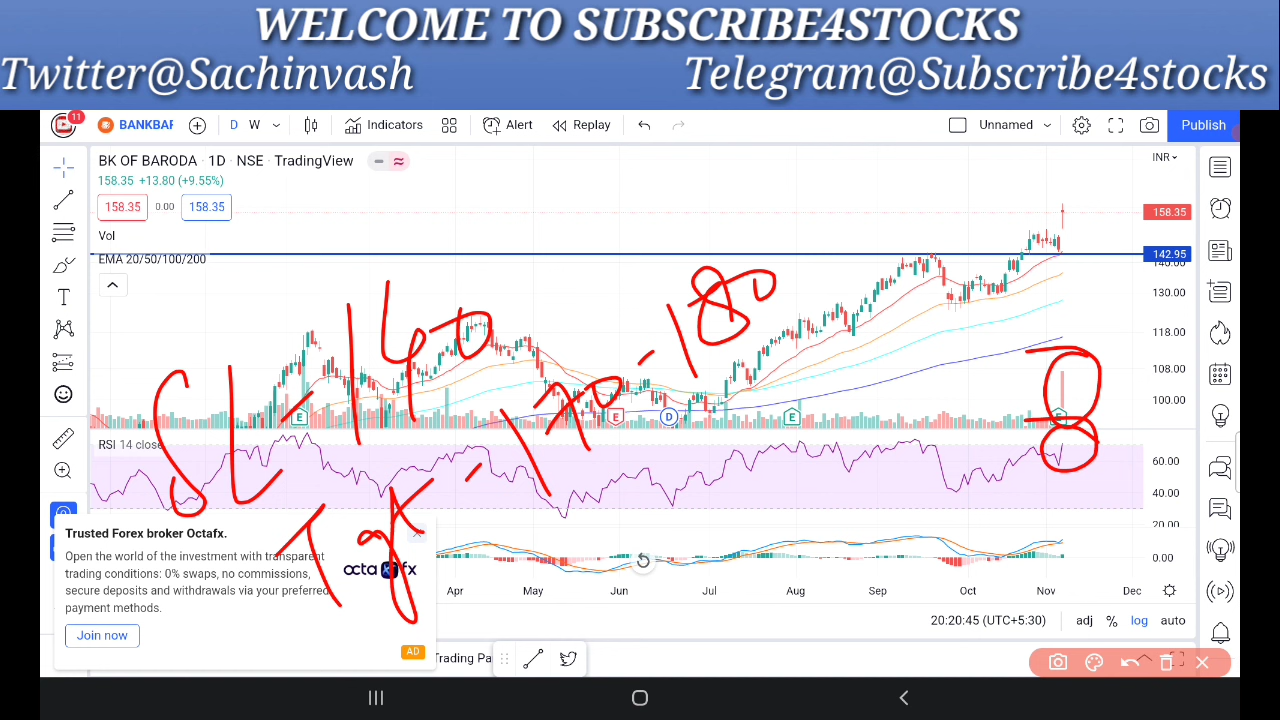 WELCOME TO SUBSCRIBE4STOCKS
Twitter@Sachinvash Telegram@Subscribe4stocks
11 BANKBAR D W Indicators Alert Replay Unnamed Publish
BK OF BARODA · 1D · NSE · TradingView INR
158.35 +13.80 (+9.55%)
158.35 0.00 158.35
158.35
Vol
EMA 20/50/100/200
142.95
140.00
130.00
118.00
108.00
100.00
180
E E D E E
RSI 14 close
60.00
40.00
20.00
0.00
SL
Tgt - 170 - 180
Trusted Forex broker Octafx.
Open the world of the investment with transparent
trading conditions: 0% swaps, no commissions,
secure deposits and withdrawals via your preferred
payment methods.
octa fx
Join now
AD
Apr May Jun Jul Aug Sep Oct Nov Dec
20:20:45 (UTC+5:30) adj % log auto
Trading Pa